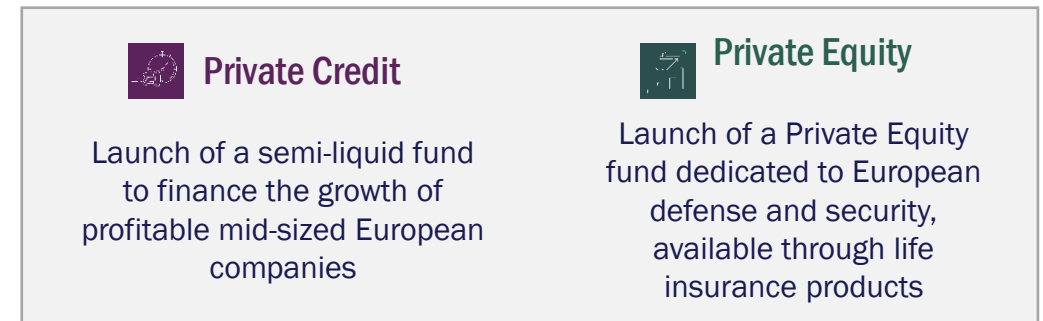 Private Credit
Launch of a semi-liquid fund
to finance the growth of
profitable mid-sized European
companies
Private Equity
Launch of a Private Equity
fund dedicated to European
defense and security,
available through life
insurance products